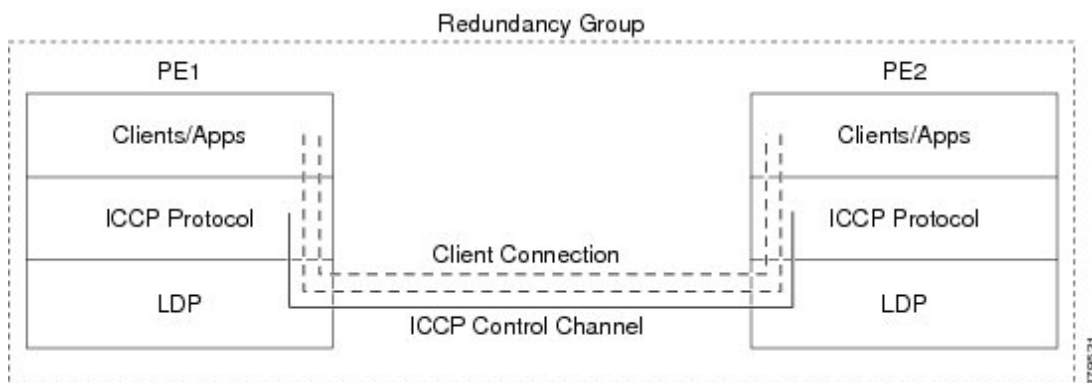 Redundancy Group
PE1
PE2
Clients/Apps
Clients/Apps
ICCP Protocol
ICCP Protocol
Client Connection
LDP
LDP
ICCP Control Channel